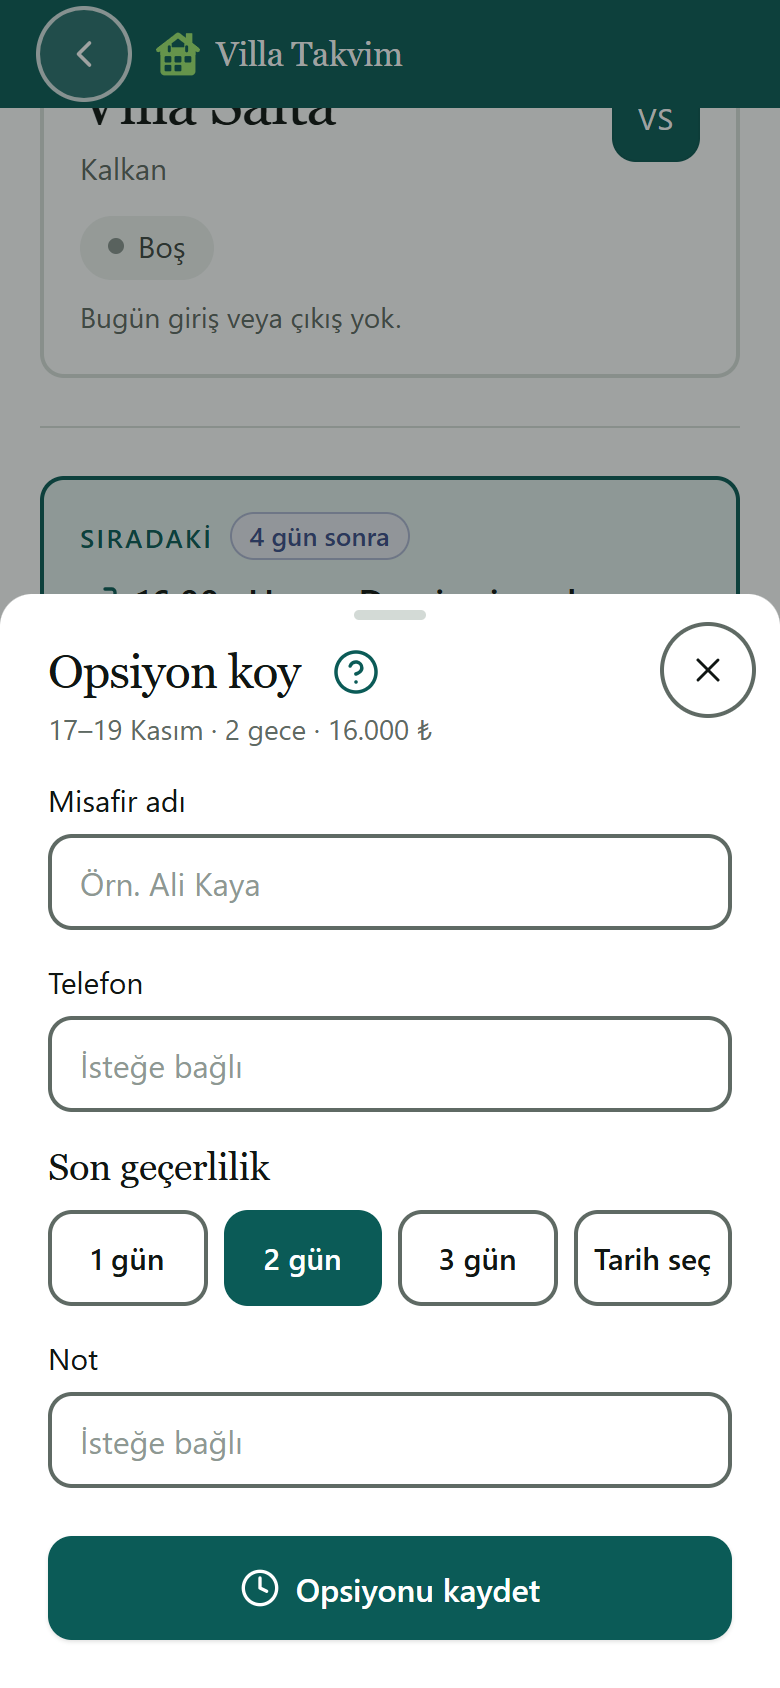 Villa Takvim
Villa Safta
VS
Kalkan
Boş
Bugün giriş veya çıkış yok.
SIRADAKİ
4 gün sonra
Opsiyon koy
?
17–19 Kasım · 2 gece · 16.000 ₺
Misafir adı
Örn. Ali Kaya
Telefon
İsteğe bağlı
Son geçerlilik
1 gün
2 gün
3 gün
Tarih seç
Not
İsteğe bağlı
Opsiyonu kaydet